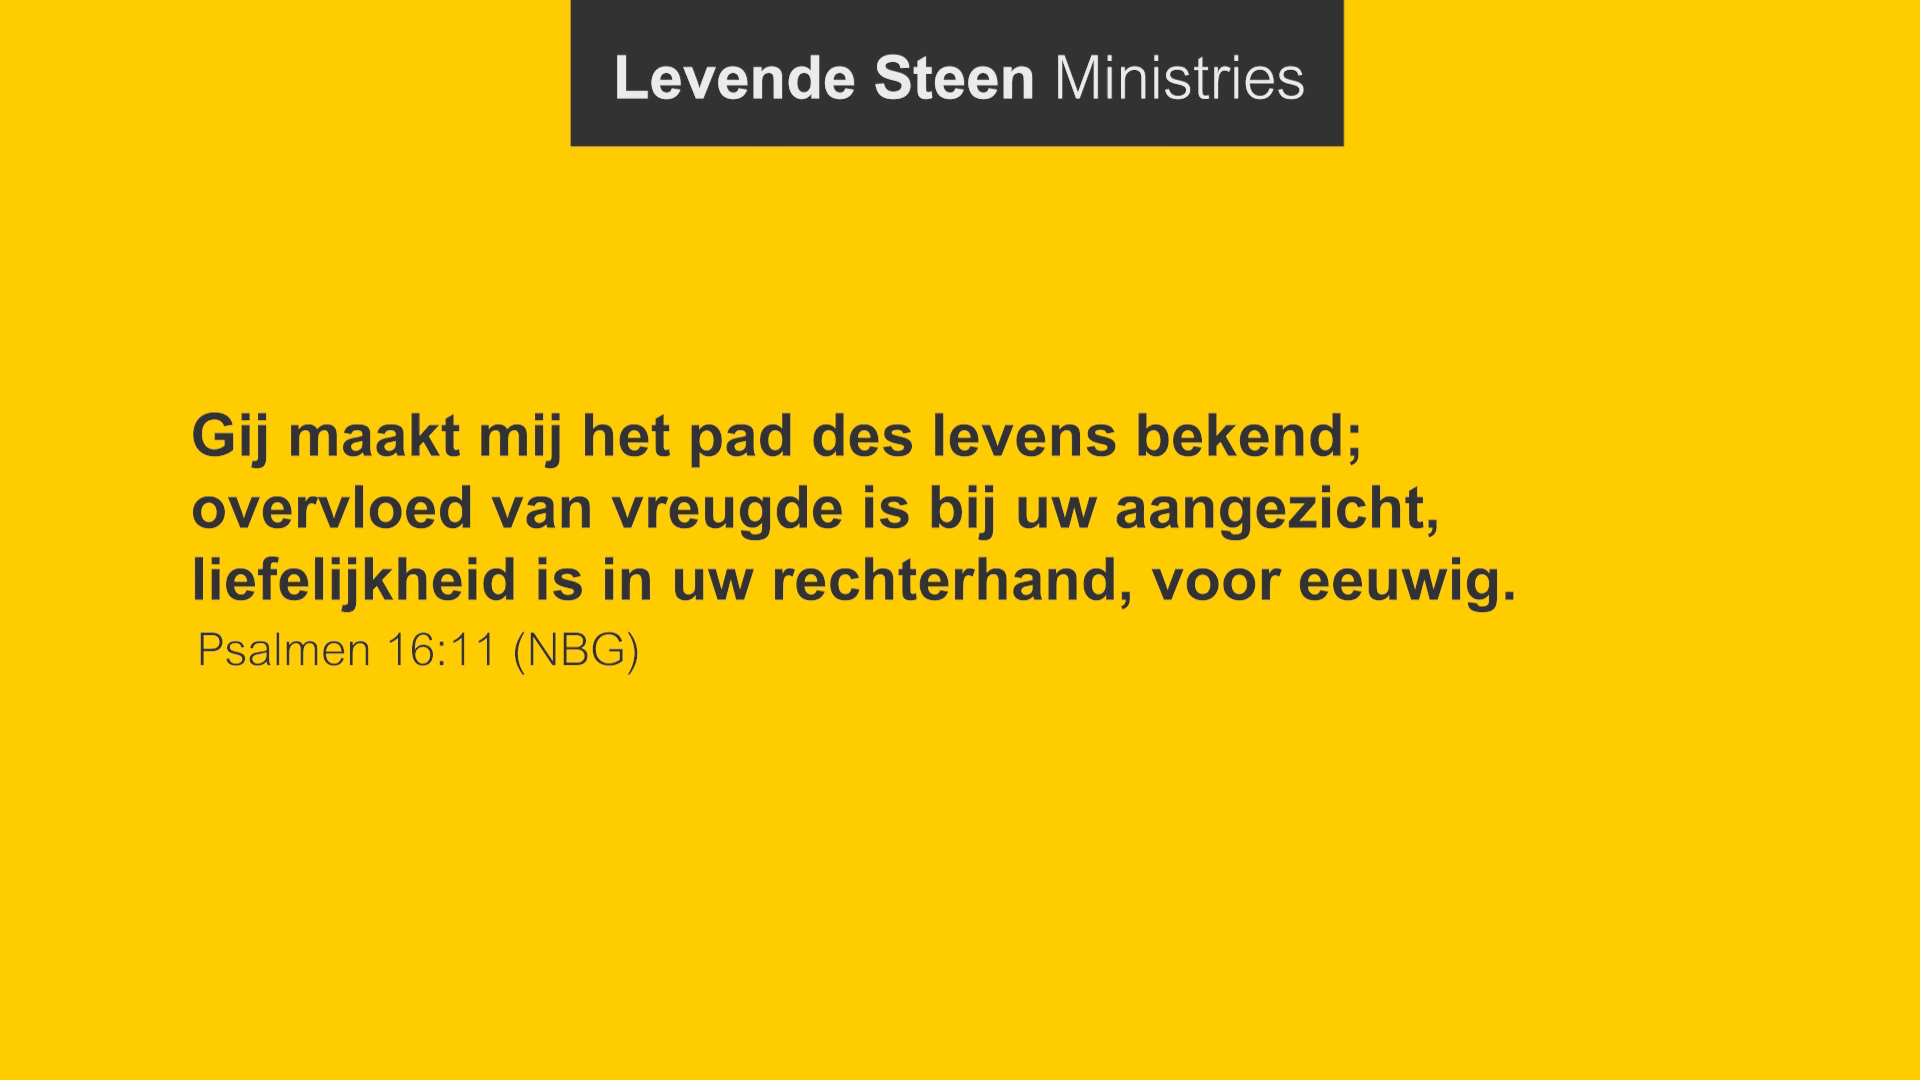 Levende Steen Ministries
Gij maakt mij het pad des levens bekend;
overvloed van vreugde is bij uw aangezicht,
liefelijkheid is in uw rechterhand, voor eeuwig.
Psalmen 16:11 (NBG)